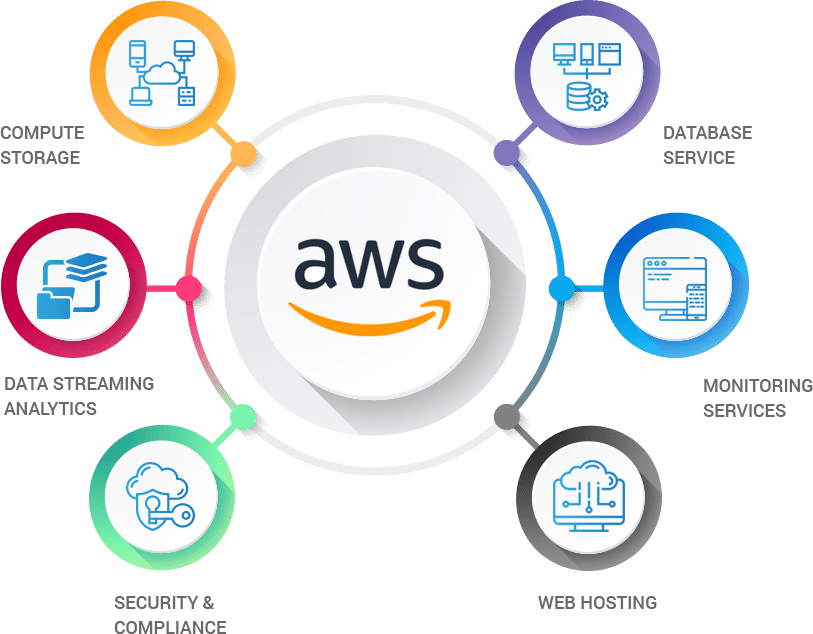 COMPUTE
STORAGE
DATABASE
SERVICE
aws
DATA STREAMING
ANALYTICS
MONITORING
SERVICES
SECURITY &
COMPLIANCE
WEB HOSTING